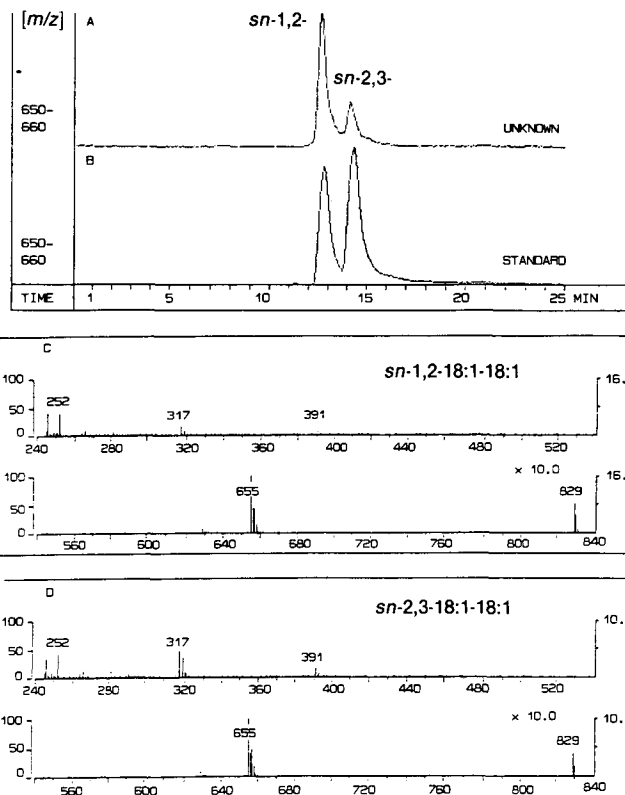 [m/z] A sn-1,2-
sn-2,3-
650-
660
UNKNOWN
B
650-
660
STANDARD
TIME 1 5 10 15 20 25 MIN
C
sn-1,2-18:1-18:1
100 16.
252
50 317 391
0
240 280 320 360 400 440 480 520
× 10.0
100 16.
655 829
50
0
560 600 640 680 720 760 800 840
D
sn-2,3-18:1-18:1
100 10.
252 317
50 391
0
240 280 320 360 400 440 480 520
× 10.0
100 10.
655
50 829
0
560 600 640 680 720 760 800 840